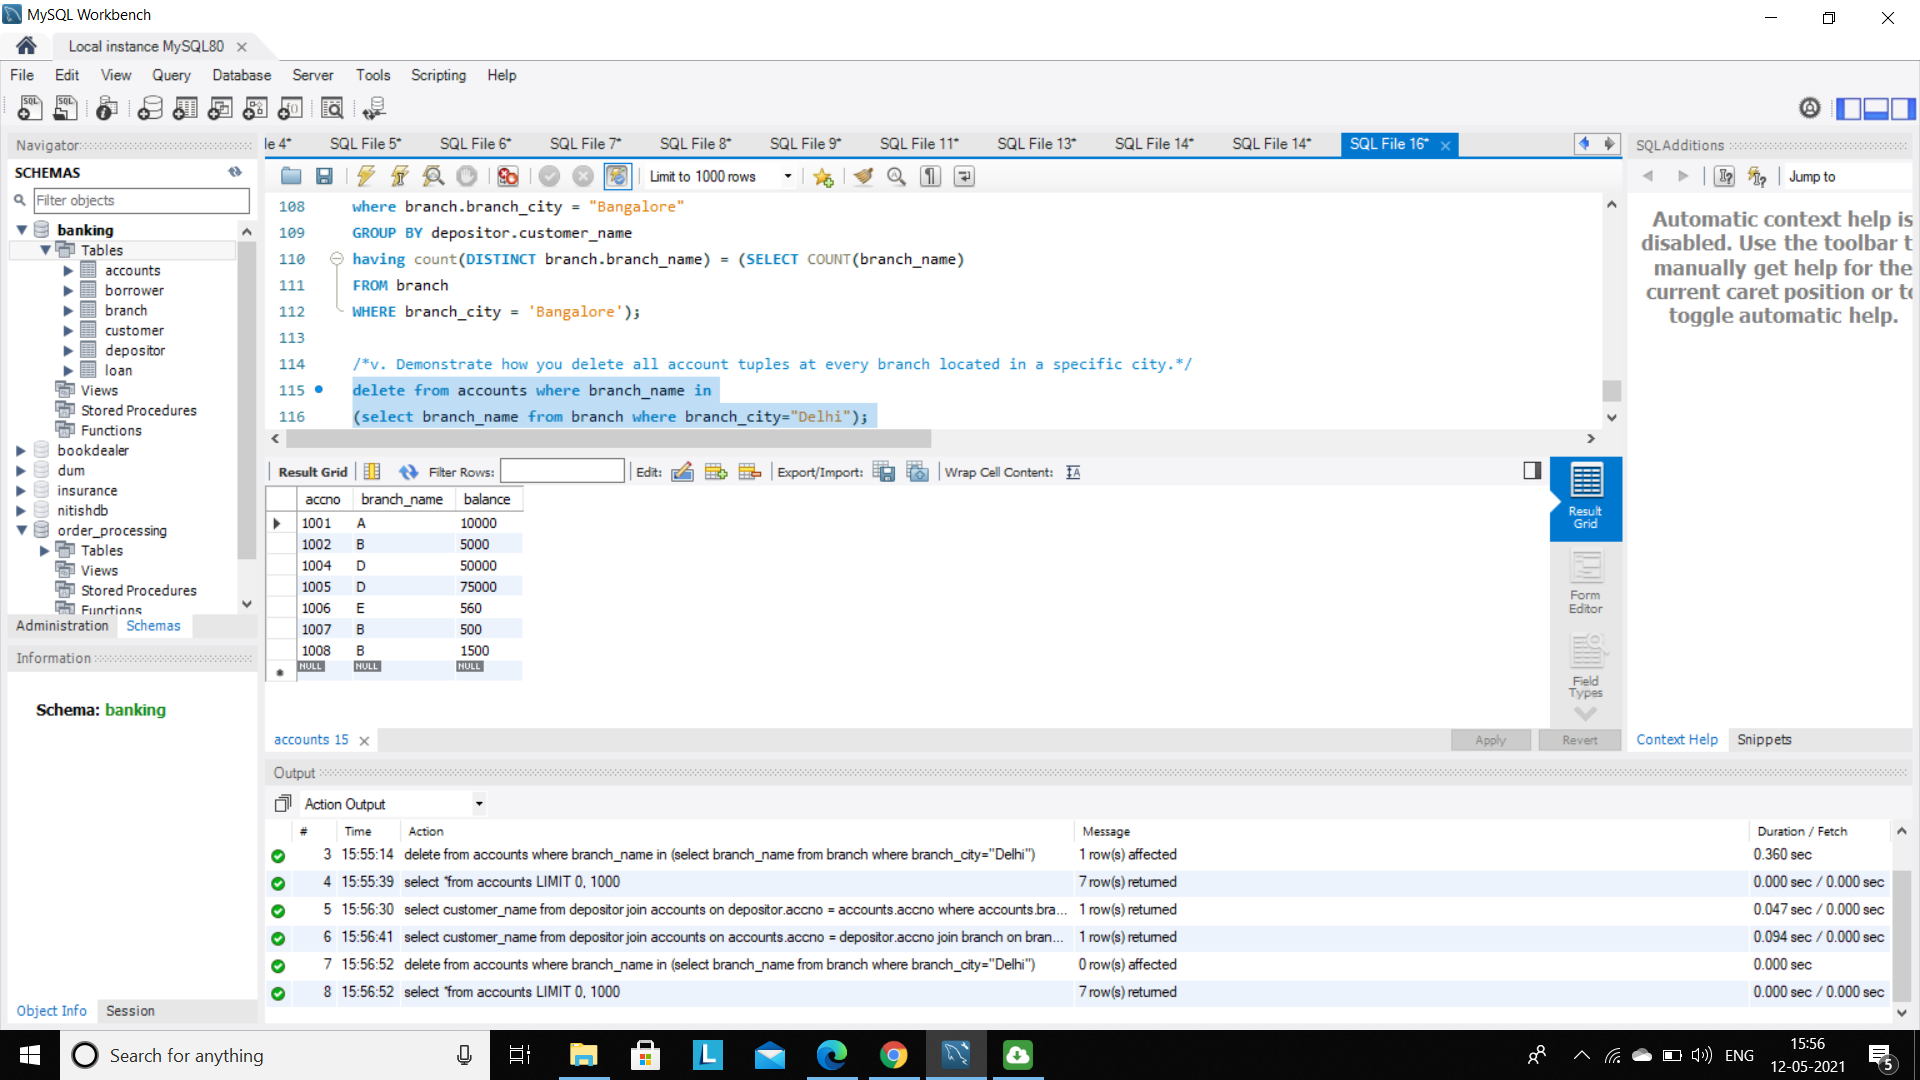 MySQL Workbench
Local instance MySQL80
File Edit View Query Database Server Tools Scripting Help
Navigator
SCHEMAS
Filter objects
banking
Tables
accounts
borrower
branch
customer
depositor
loan
Views
Stored Procedures
Functions
bookdealer
dum
insurance
nitishdb
order_processing
Tables
Views
Stored Procedures
Functions
Administration Schemas
Information
Schema: banking
Object Info Session
le 4* SQL File 5* SQL File 6* SQL File 7* SQL File 8* SQL File 9* SQL File 11* SQL File 13* SQL File 14* SQL File 14* SQL File 16*
Limit to 1000 rows
108 where branch.branch_city = "Bangalore"
109 GROUP BY depositor.customer_name
110 having count(DISTINCT branch.branch_name) = (SELECT COUNT(branch_name)
111 FROM branch
112 WHERE branch_city = 'Bangalore');
113
114 /*v. Demonstrate how you delete all account tuples at every branch located in a specific city.*/
115 delete from accounts where branch_name in
116 (select branch_name from branch where branch_city="Delhi");
Result Grid Filter Rows: Edit: Export/Import: Wrap Cell Content:
accno branch_name balance
1001 A 10000
1002 B 5000
1004 D 50000
1005 D 75000
1006 E 560
1007 B 500
1008 B 1500
NULL NULL NULL
Result Grid
Form Editor
Field Types
accounts 15
Apply Revert
SQLAdditions
Jump to
Automatic context help is
disabled. Use the toolbar t
manually get help for the
current caret position or to
toggle automatic help.
Context Help Snippets
Output
Action Output
# Time Action Message Duration / Fetch
3 15:55:14 delete from accounts where branch_name in (select branch_name from branch where branch_city="Delhi") 1 row(s) affected 0.360 sec
4 15:55:39 select *from accounts LIMIT 0, 1000 7 row(s) returned 0.000 sec / 0.000 sec
5 15:56:30 select customer_name from depositor join accounts on depositor.accno = accounts.accno where accounts.bra... 1 row(s) returned 0.047 sec / 0.000 sec
6 15:56:41 select customer_name from depositor join accounts on accounts.accno = depositor.accno join branch on bran... 1 row(s) returned 0.094 sec / 0.000 sec
7 15:56:52 delete from accounts where branch_name in (select branch_name from branch where branch_city="Delhi") 0 row(s) affected 0.000 sec
8 15:56:52 select *from accounts LIMIT 0, 1000 7 row(s) returned 0.000 sec / 0.000 sec
Search for anything
ENG
15:56
12-05-2021
5